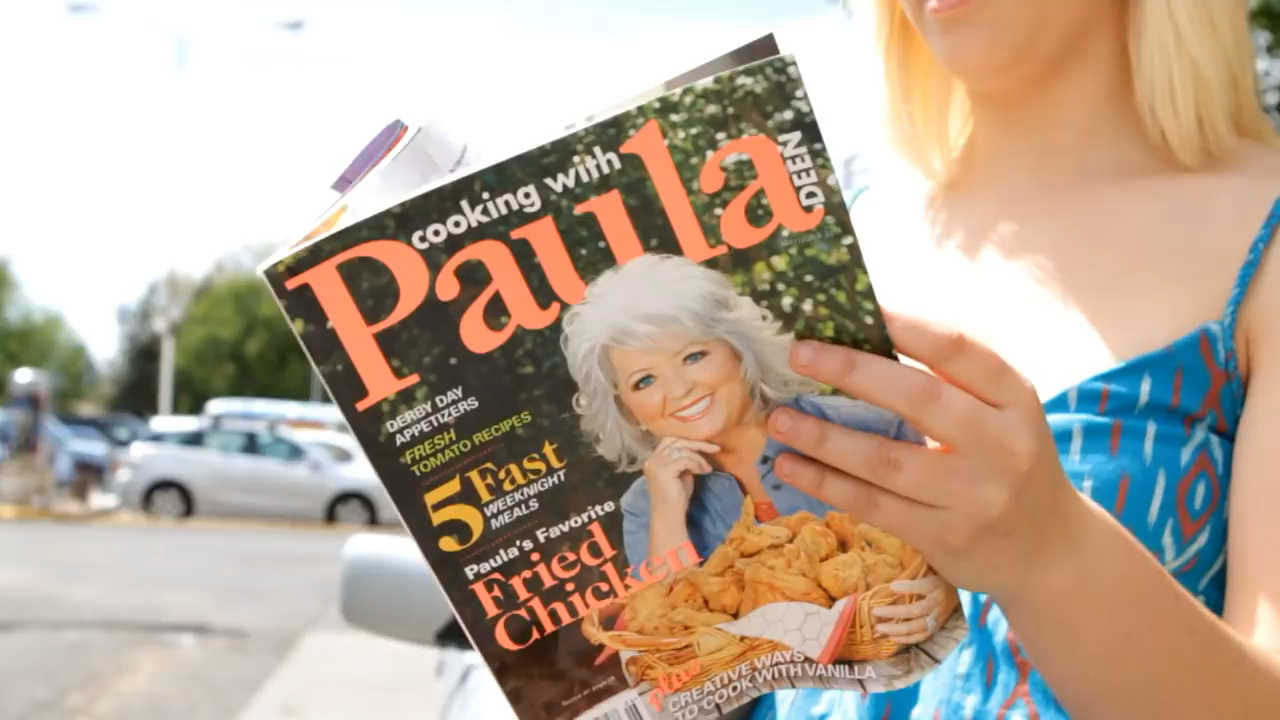 cooking with
Paula
DEEN
DERBY DAY
APPETIZERS
FRESH
TOMATO RECIPES
5 Fast
WEEKNIGHT
MEALS
Paula's Favorite
Fried
Chicken
plus
CREATIVE WAYS
TO COOK WITH VANILLA